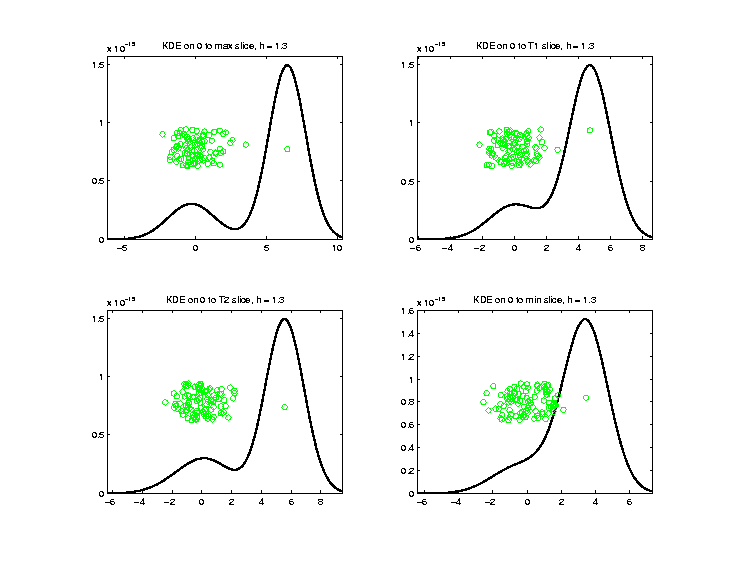 KDE on 0 to max slice, h = 1.3
x 10^-15
1.5
1
0.5
0
-5 0 5 10
KDE on 0 to T1 slice, h = 1.3
x 10^-15
1.5
1
0.5
0
-6 -4 -2 0 2 4 6 8
KDE on 0 to T2 slice, h = 1.3
x 10^-15
1.5
1
0.5
0
-6 -4 -2 0 2 4 6 8
KDE on 0 to min slice, h = 1.3
x 10^-15
1.6
1.4
1.2
1
0.8
0.6
0.4
0.2
0
-6 -4 -2 0 2 4 6